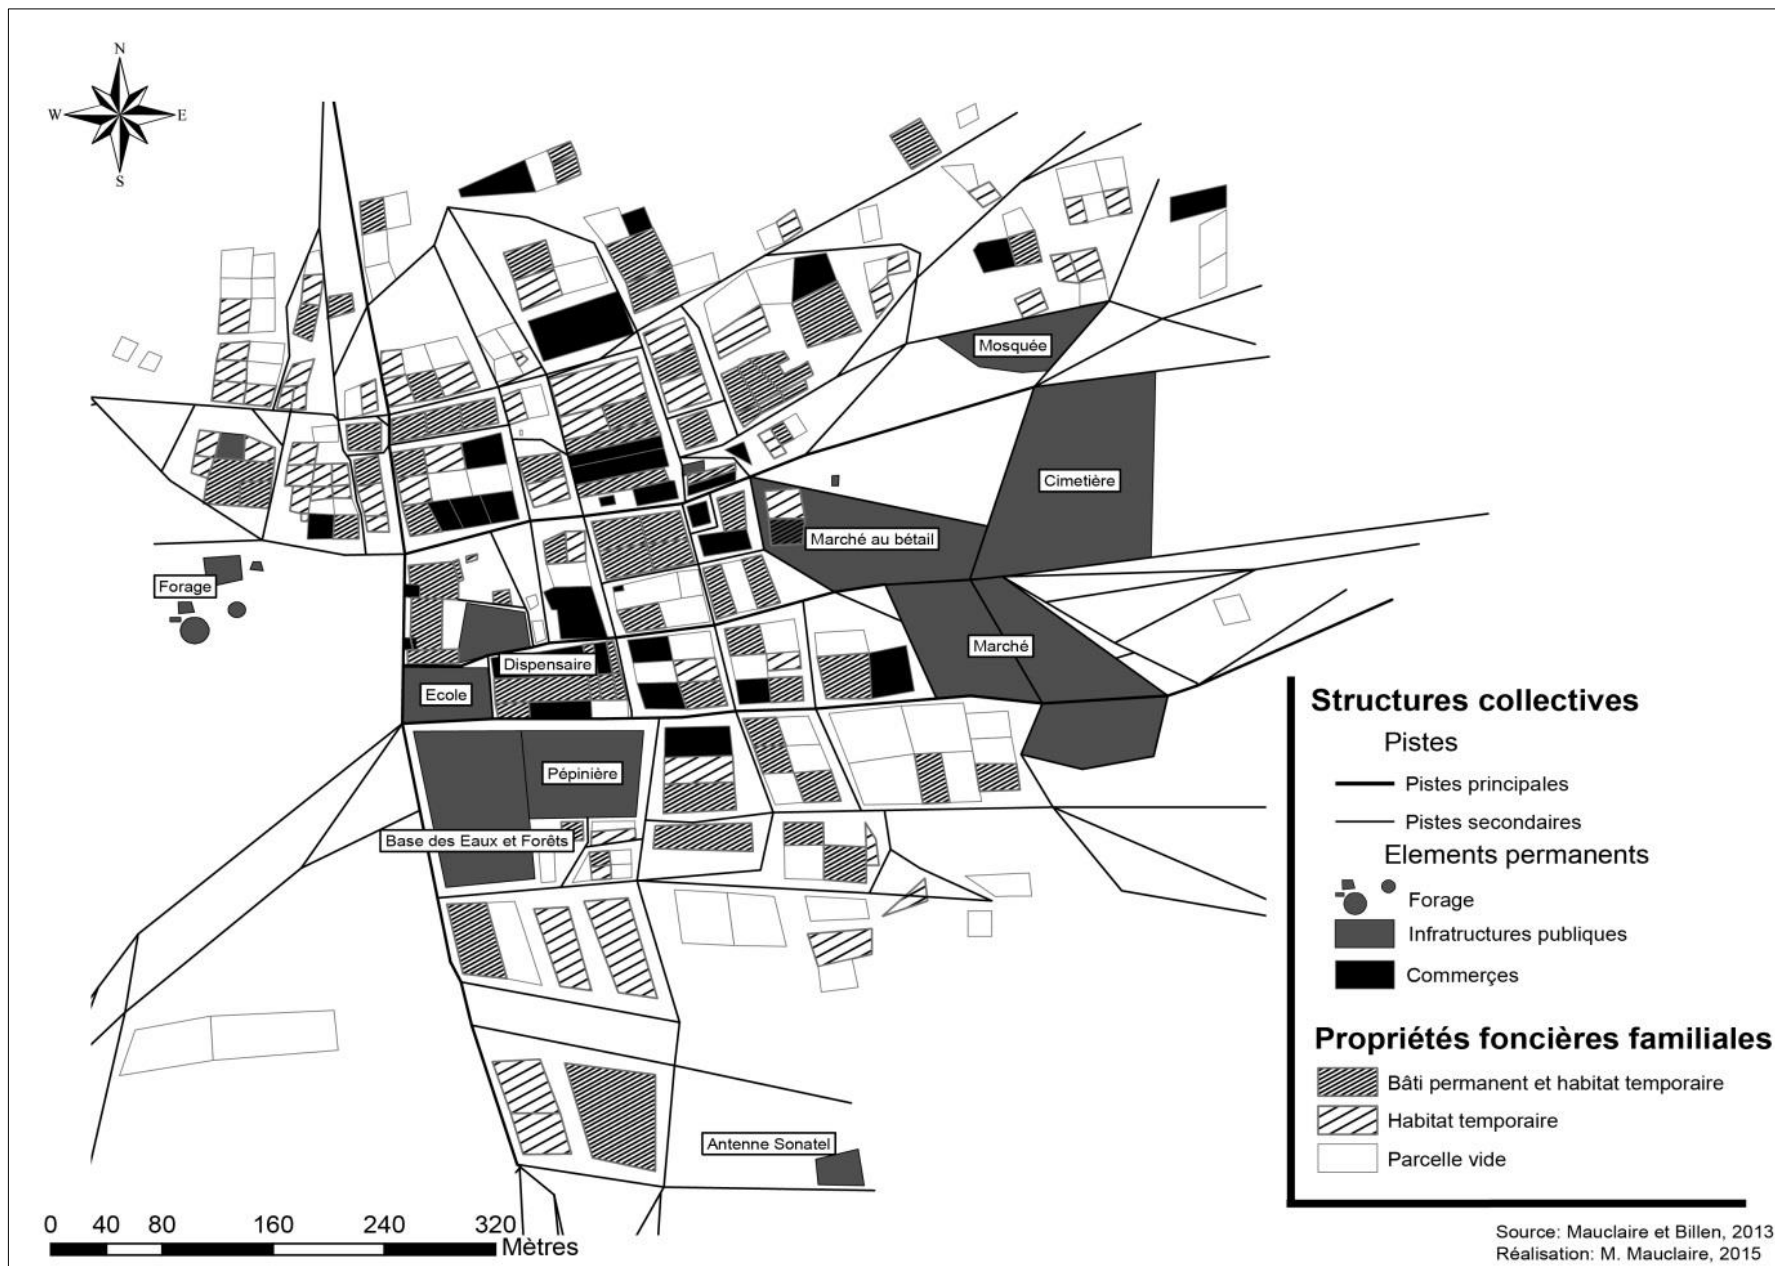 N
W
E
S
Mosquée
Cimetière
Marché au bétail
Forage
Marché
Dispensaire
Ecole
Pépinière
Base des Eaux et Forêts
Antenne Sonatel
Structures collectives
Pistes
Pistes principales
Pistes secondaires
Elements permanents
Forage
Infratructures publiques
Commerçes
Propriétés foncières familiales
Bâti permanent et habitat temporaire
Habitat temporaire
Parcelle vide
0 40 80 160 240 320
Mètres
Source: Mauclaire et Billen, 2013
Réalisation: M. Mauclaire, 2015